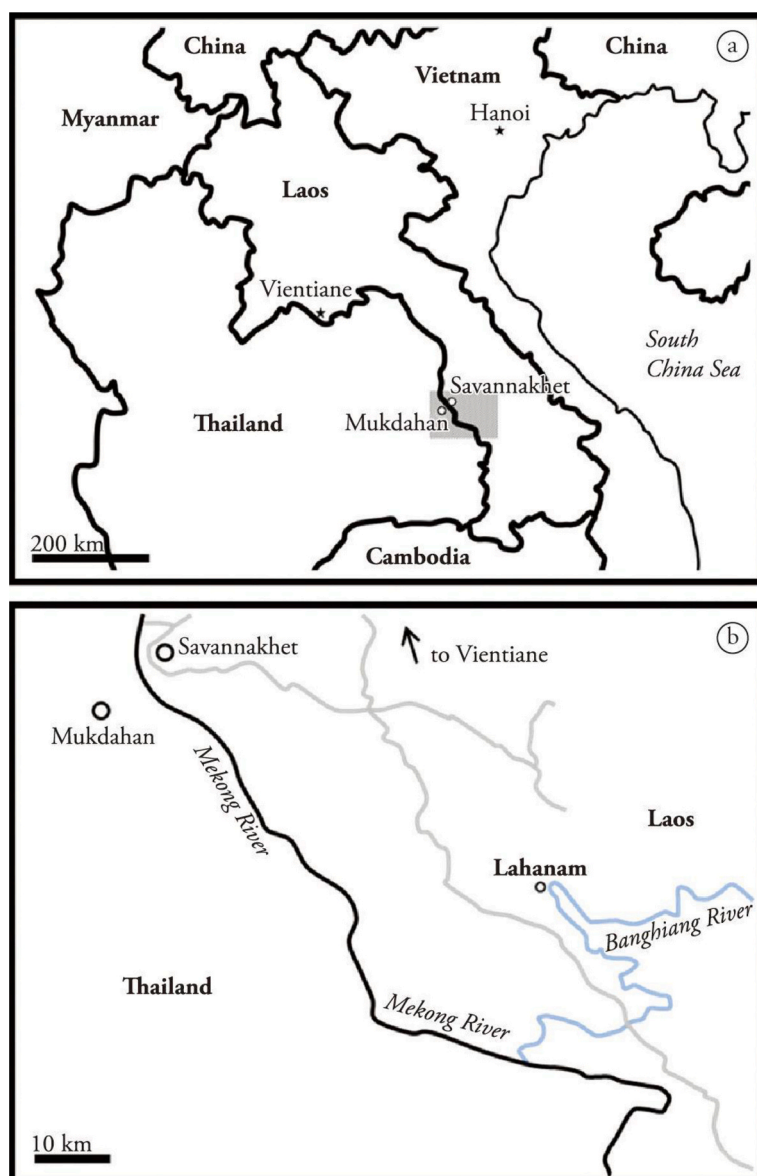 China
China
a
Vietnam
Hanoi
Myanmar
Laos
Vientiane
South
China Sea
Savannakhet
Thailand
Mukdahan
200 km
Cambodia
b
Savannakhet
to Vientiane
Mukdahan
Mekong River
Laos
Lahanam
Banghiang River
Thailand
Mekong River
10 km